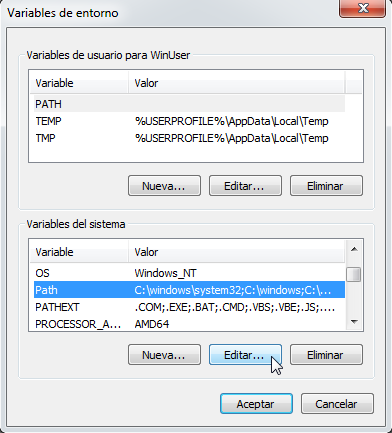 Variables de entorno
Variables de usuario para WinUser
Variable Valor
PATH
TEMP %USERPROFILE%\AppData\Local\Temp
TMP %USERPROFILE%\AppData\Local\Temp
Nueva... Editar... Eliminar
Variables del sistema
Variable Valor
OS Windows_NT
Path C:\windows\system32;C:\windows;C:\...
PATHEXT .COM;.EXE;.BAT;.CMD;.VBS;.VBE;.JS;....
PROCESSOR_A... AMD64
Nueva... Editar... Eliminar
Aceptar Cancelar